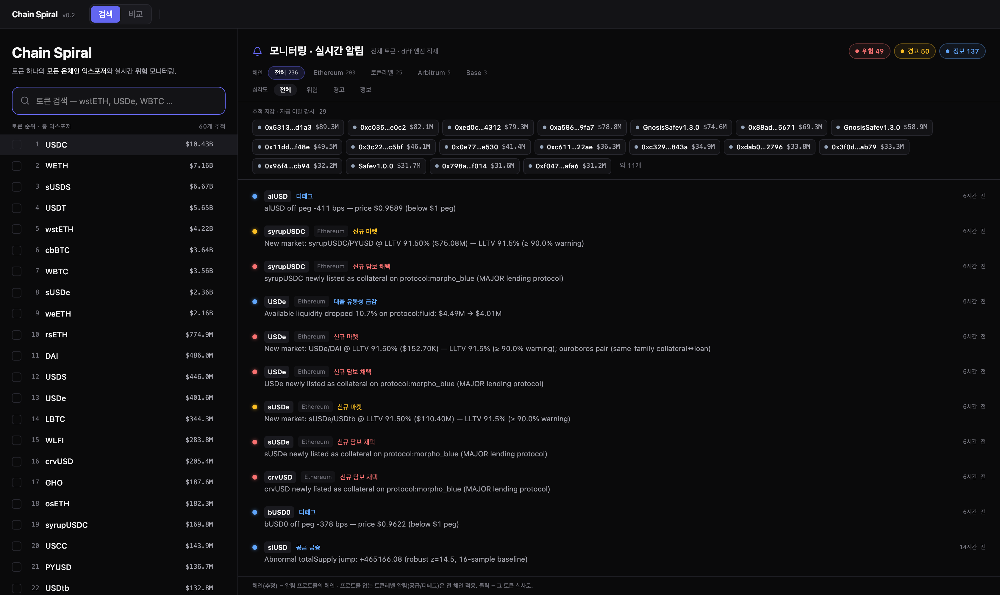 Chain Spiral v0.2 검색 비교
Chain Spiral
토큰 하나의 모든 온체인 익스포저와 실시간 위험 모니터링.
토큰 검색 — wstETH, USDe, WBTC ...
토큰 순위 · 총 익스포저 60개 추적
1 USDC $10.43B
2 WETH $7.16B
3 sUSDS $6.67B
4 USDT $5.65B
5 wstETH $4.22B
6 cbBTC $3.64B
7 WBTC $3.56B
8 sUSDe $2.36B
9 weETH $2.16B
10 rsETH $774.9M
11 DAI $486.0M
12 USDS $446.0M
13 USDe $401.6M
14 LBTC $344.3M
15 WLFI $283.8M
16 crvUSD $205.4M
17 GHO $187.6M
18 osETH $182.3M
19 syrupUSDC $169.8M
20 USCC $143.9M
21 PYUSD $136.7M
22 USDtb $132.8M
모니터링 · 실시간 알림 전체 토큰 · diff 엔진 적재 위험 49 경고 50 정보 137
체인 전체 236 Ethereum 203 토큰레벨 25 Arbitrum 5 Base 3
심각도 전체 위험 경고 정보
추적 지갑 · 자금 이탈 감시 29
0x5313…d1a3 $89.3M 0xc035…e0c2 $82.1M 0xed0c…4312 $79.3M 0xa586…9fa7 $78.8M GnosisSafev1.3.0 $74.6M 0x88ad…5671 $69.3M GnosisSafev1.3.0 $58.9M
0x11dd…f48e $49.5M 0x3c22…c5bf $46.1M 0x0e77…e530 $41.4M 0xc611…22ae $36.3M 0xc329…843a $34.9M 0xdab0…2796 $33.8M 0x3f0d…ab79 $33.3M
0x96f4…cb94 $32.2M Safev1.0.0 $31.7M 0x798a…f014 $31.6M 0xf047…afa6 $31.2M 외 11개
alUSD 디페그 6시간 전
alUSD off peg -411 bps — price $0.9589 (below $1 peg)
syrupUSDC Ethereum 신규 마켓 6시간 전
New market: syrupUSDC/PYUSD @ LLTV 91.50% ($75.08M) — LLTV 91.5% (≥ 90.0% warning)
syrupUSDC Ethereum 신규 담보 채택 6시간 전
syrupUSDC newly listed as collateral on protocol:morpho_blue (MAJOR lending protocol)
USDe Ethereum 대출 유동성 급감 6시간 전
Available liquidity dropped 10.7% on protocol:fluid: $4.49M → $4.01M
USDe Ethereum 신규 마켓 6시간 전
New market: USDe/DAI @ LLTV 91.50% ($152.70K) — LLTV 91.5% (≥ 90.0% warning); ouroboros pair (same-family collateral↔loan)
USDe Ethereum 신규 담보 채택 6시간 전
USDe newly listed as collateral on protocol:morpho_blue (MAJOR lending protocol)
sUSDe Ethereum 신규 마켓 6시간 전
New market: sUSDe/USDtb @ LLTV 91.50% ($110.40M) — LLTV 91.5% (≥ 90.0% warning)
sUSDe Ethereum 신규 담보 채택 6시간 전
sUSDe newly listed as collateral on protocol:morpho_blue (MAJOR lending protocol)
crvUSD Ethereum 신규 담보 채택 6시간 전
crvUSD newly listed as collateral on protocol:morpho_blue (MAJOR lending protocol)
bUSD0 디페그 6시간 전
bUSD0 off peg -378 bps — price $0.9622 (below $1 peg)
siUSD 공급 급증 14시간 전
Abnormal totalSupply jump: +465166.08 (robust z=14.5, 16-sample baseline)
체인(추정) = 알림 프로토콜의 체인 · 프로토콜 없는 토큰레벨 알림(공급/디페그)은 전 체인 적용. 클릭 = 그 토큰 실사로.